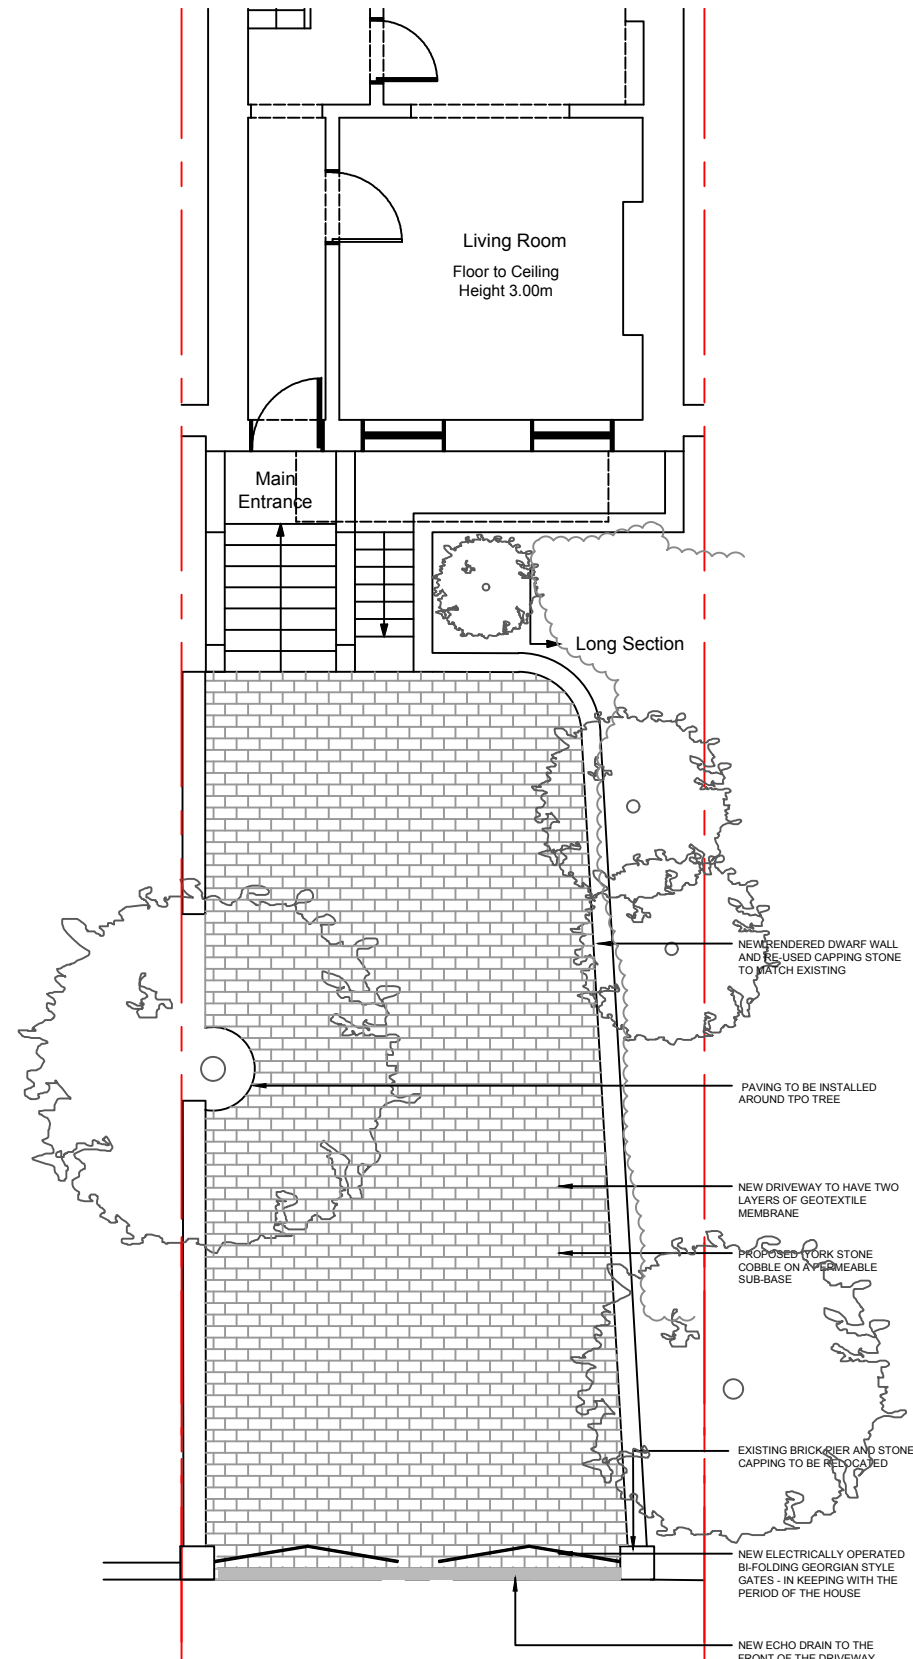 Living Room
Floor to Ceiling
Height 3.00m
Main
Entrance
Long Section
NEW RENDERED DWARF WALL
AND RE-USED CAPPING STONE
TO MATCH EXISTING
PAVING TO BE INSTALLED
AROUND TPO TREE
NEW DRIVEWAY TO HAVE TWO
LAYERS OF GEOTEXTILE
MEMBRANE
PROPOSED YORK STONE
COBBLE ON A PERMEABLE
SUB-BASE
EXISTING BRICK PIER AND STONE
CAPPING TO BE RELOCATED
NEW ELECTRICALLY OPERATED
BI-FOLDING GEORGIAN STYLE
GATES - IN KEEPING WITH THE
PERIOD OF THE HOUSE
NEW ECHO DRAIN TO THE
FRONT OF THE DRIVEWAY